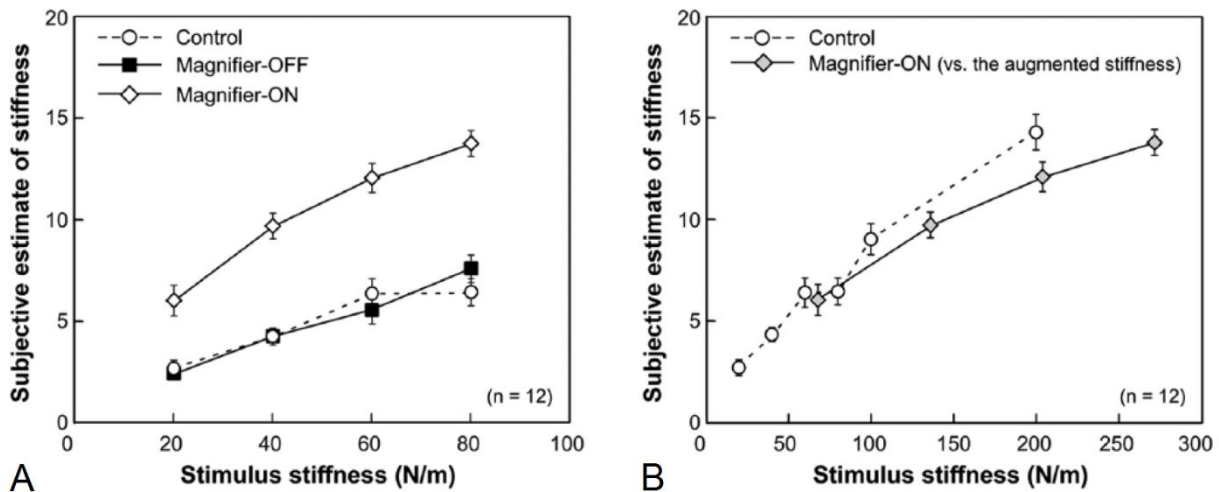 20
15
10
5
0
Subjective estimate of stiffness
Control
Magnifier-OFF
Magnifier-ON
(n = 12)
0 20 40 60 80 100
Stimulus stiffness (N/m)
A
20
15
10
5
0
Subjective estimate of stiffness
Control
Magnifier-ON (vs. the augmented stiffness)
(n = 12)
0 50 100 150 200 250 300
Stimulus stiffness (N/m)
B